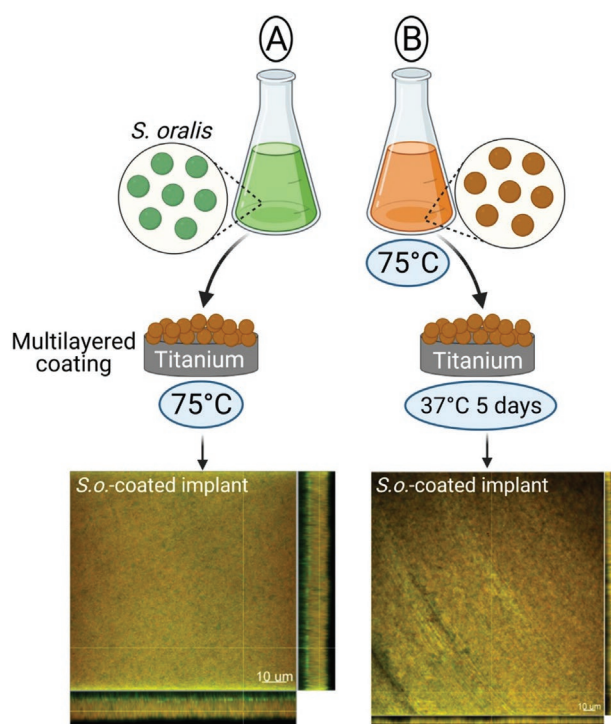 A
B
S. oralis
75°C
Multilayered
coating
Titanium
Titanium
75°C
37°C 5 days
S.o.-coated implant
S.o.-coated implant
10 um
10 um